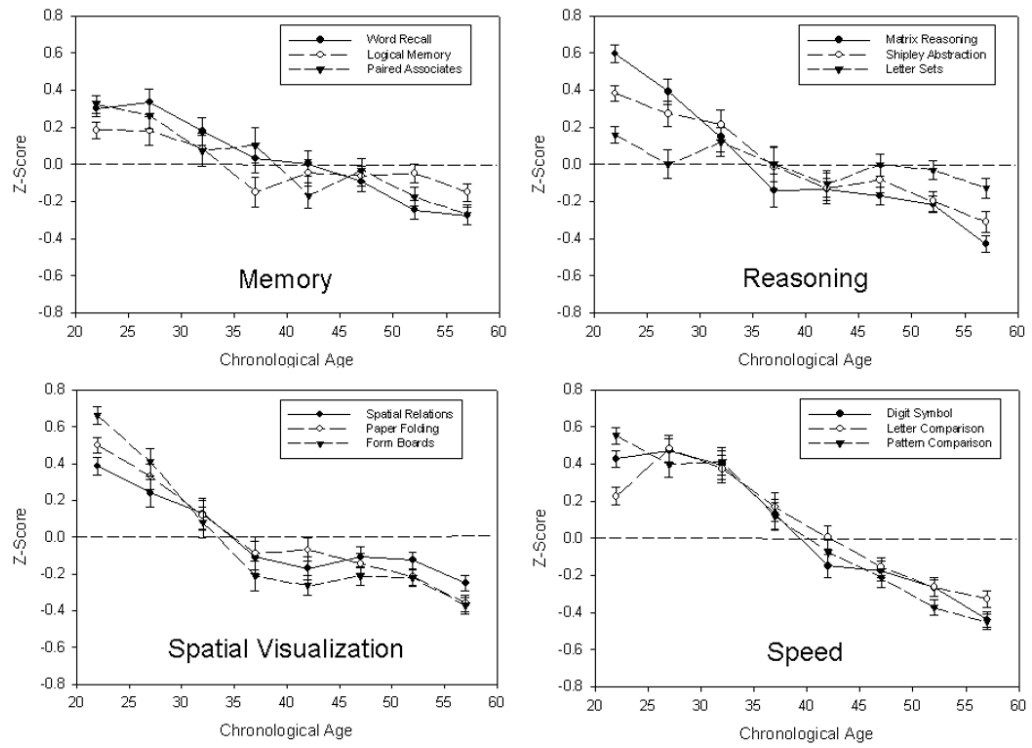 Word Recall
Logical Memory
Paired Associates
0.8
0.6
0.4
0.2
0.0
-0.2
-0.4
-0.6
-0.8
Z-Score
Memory
20 25 30 35 40 45 50 55 60
Chronological Age
Matrix Reasoning
Shipley Abstraction
Letter Sets
0.8
0.6
0.4
0.2
0.0
-0.2
-0.4
-0.6
-0.8
Z-Score
Reasoning
20 25 30 35 40 45 50 55 60
Chronological Age
Spatial Relations
Paper Folding
Form Boards
0.8
0.6
0.4
0.2
0.0
-0.2
-0.4
-0.6
-0.8
Z-Score
Spatial Visualization
20 25 30 35 40 45 50 55 60
Chronological Age
Digit Symbol
Letter Comparison
Pattern Comparison
0.8
0.6
0.4
0.2
0.0
-0.2
-0.4
-0.6
-0.8
Z-Score
Speed
20 25 30 35 40 45 50 55 60
Chronological Age